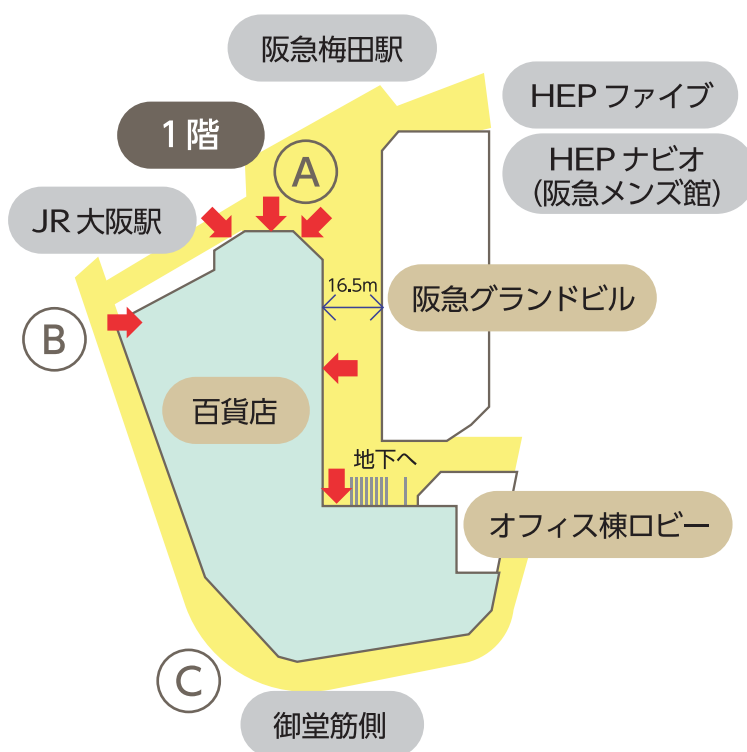 阪急梅田駅
HEP ファイブ
1階
A
HEP ナビオ
(阪急メンズ館)
JR 大阪駅
16.5m
阪急グランドビル
B
百貨店
地下へ
オフィス棟ロビー
C
御堂筋側